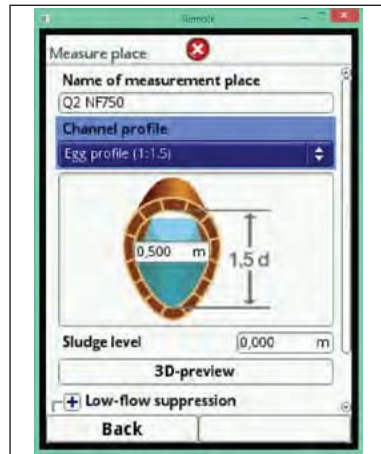 Remote
Measure place
Name of measurement place
Q2 NF750
Channel profile
Egg profile (1:1.5)
0,500 m
1,5 d
Sludge level 0,000 m
3D-preview
+ Low-flow suppression
Back